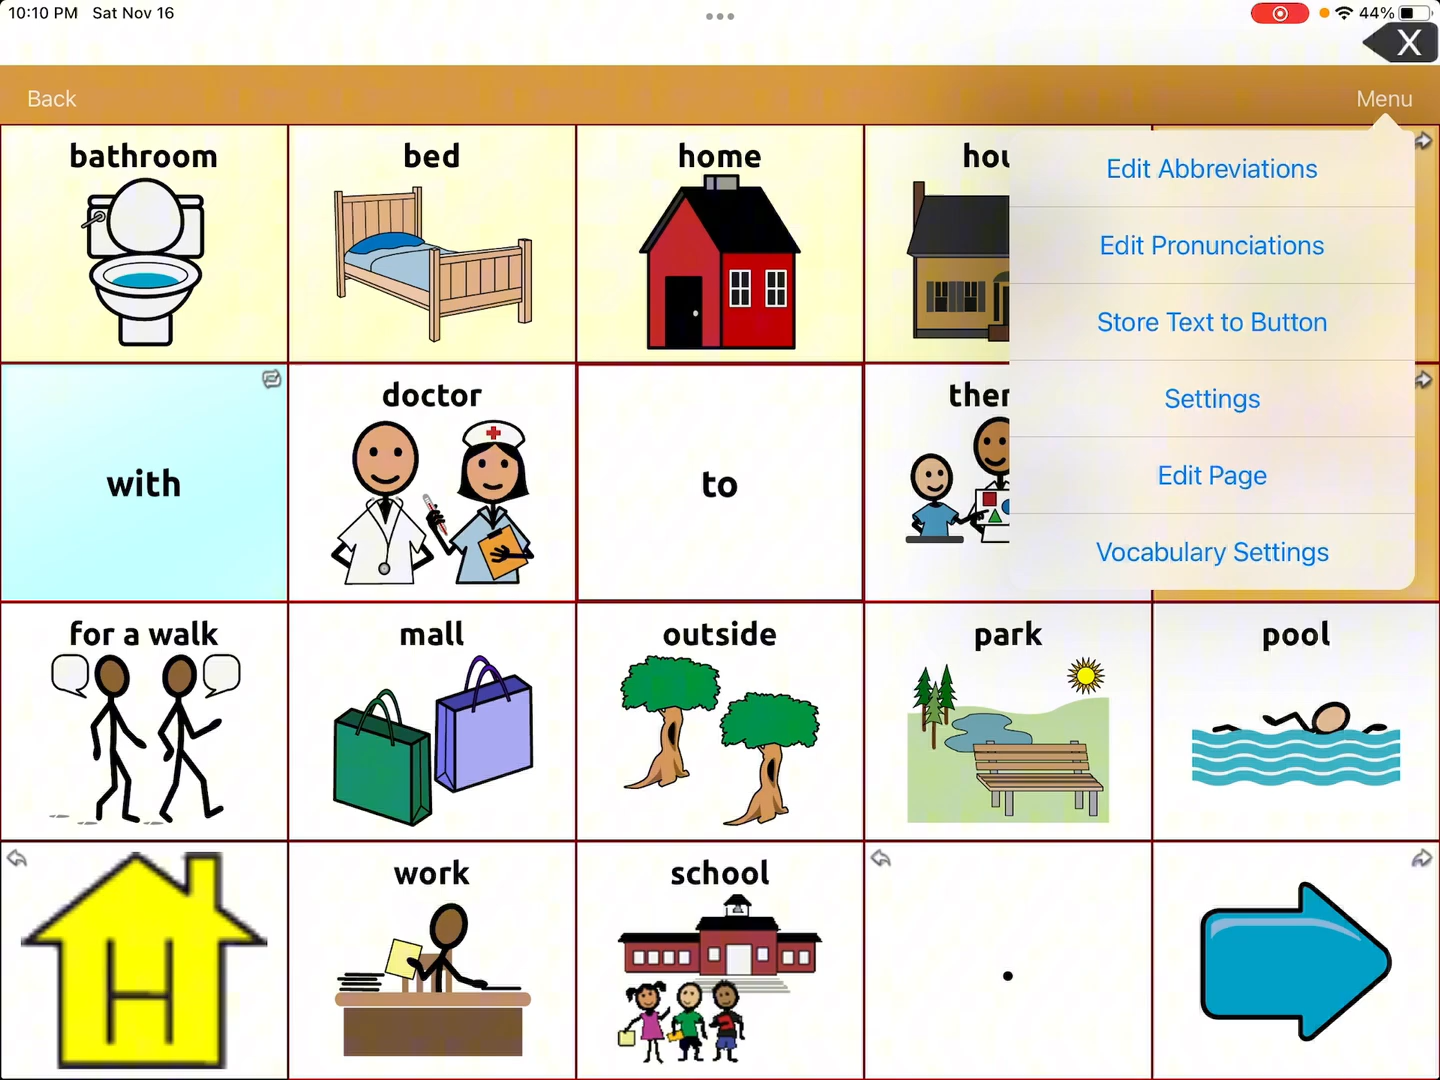 10:10 PM Sat Nov 16
44%
X
Back
Menu
bathroom
bed
home
Edit Abbreviations
Edit Pronunciations
Store Text to Button
Settings
Edit Page
Vocabulary Settings
with
doctor
to
for a walk
mall
outside
park
pool
H
work
school
.